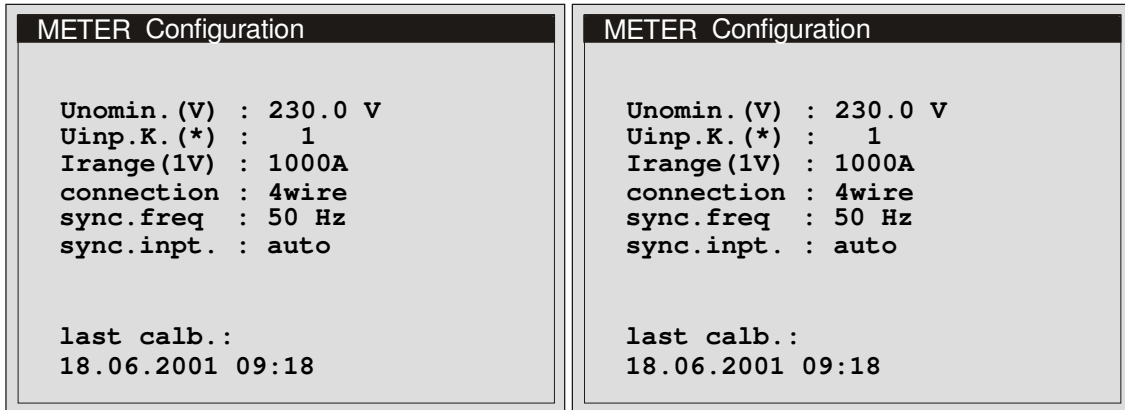 METER Configuration
Unomin.(V) : 230.0 V
Uinp.K.(*) : 1
Irange(1V) : 1000A
connection : 4wire
sync.freq : 50 Hz
sync.inpt. : auto
last calb.:
18.06.2001 09:18
METER Configuration
Unomin.(V) : 230.0 V
Uinp.K.(*) : 1
Irange(1V) : 1000A
connection : 4wire
sync.freq : 50 Hz
sync.inpt. : auto
last calb.:
18.06.2001 09:18